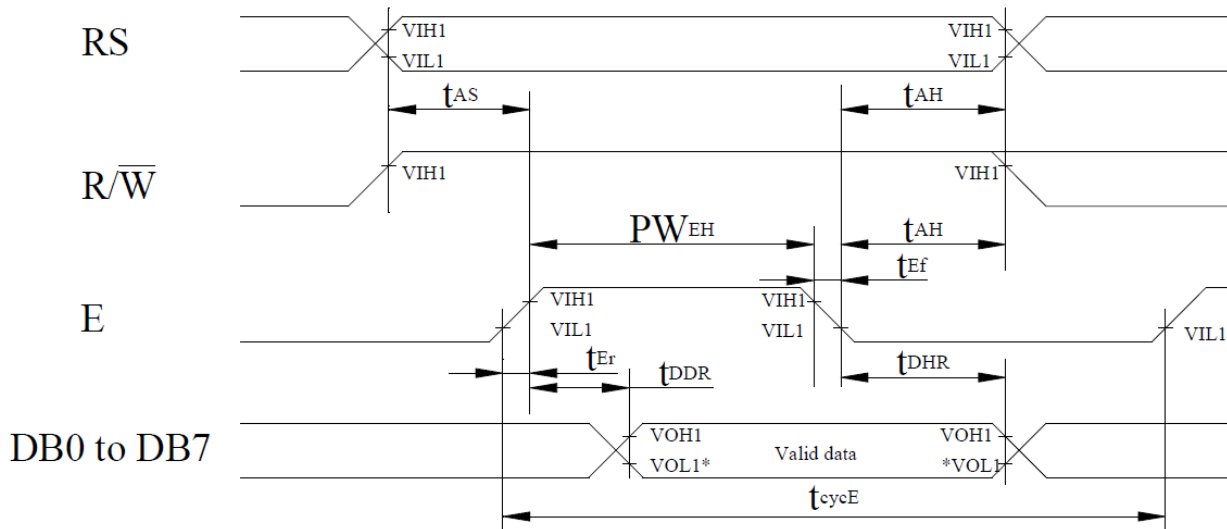 RS
VIH1 VIH1
VIL1 VIL1
tAS tAH
R/W̅
VIH1 VIH1
PWEH tAH
tEf
E
VIH1 VIH1
VIL1 VIL1 VIL1
tEr tDDR tDHR
DB0 to DB7
VOH1 VOH1
VOL1* Valid data *VOL1
tcycE